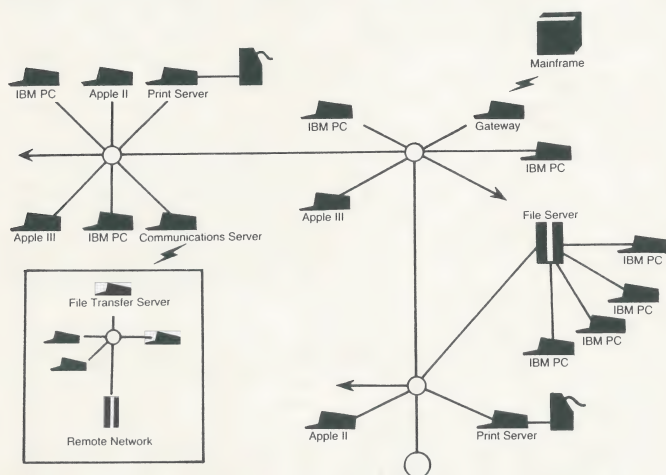 Mainframe
IBM PC
Apple II
Print Server
IBM PC
Gateway
IBM PC
Apple III
IBM PC
Communications Server
Apple III
File Server
IBM PC
IBM PC
IBM PC
IBM PC
File Transfer Server
Remote Network
Apple II
Print Server